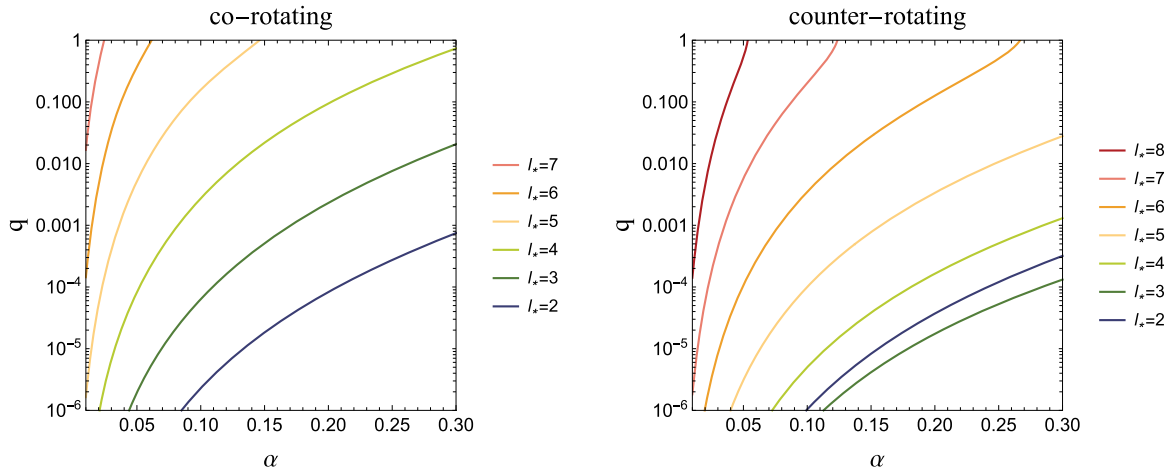 co-rotating
1
0.100
0.010
0.001
10⁻⁴
10⁻⁵
10⁻⁶
q
0.05
0.10
0.15
0.20
0.25
0.30
α
l*=7
l*=6
l*=5
l*=4
l*=3
l*=2
counter-rotating
1
0.100
0.010
0.001
10⁻⁴
10⁻⁵
10⁻⁶
q
0.05
0.10
0.15
0.20
0.25
0.30
α
l*=8
l*=7
l*=6
l*=5
l*=4
l*=3
l*=2